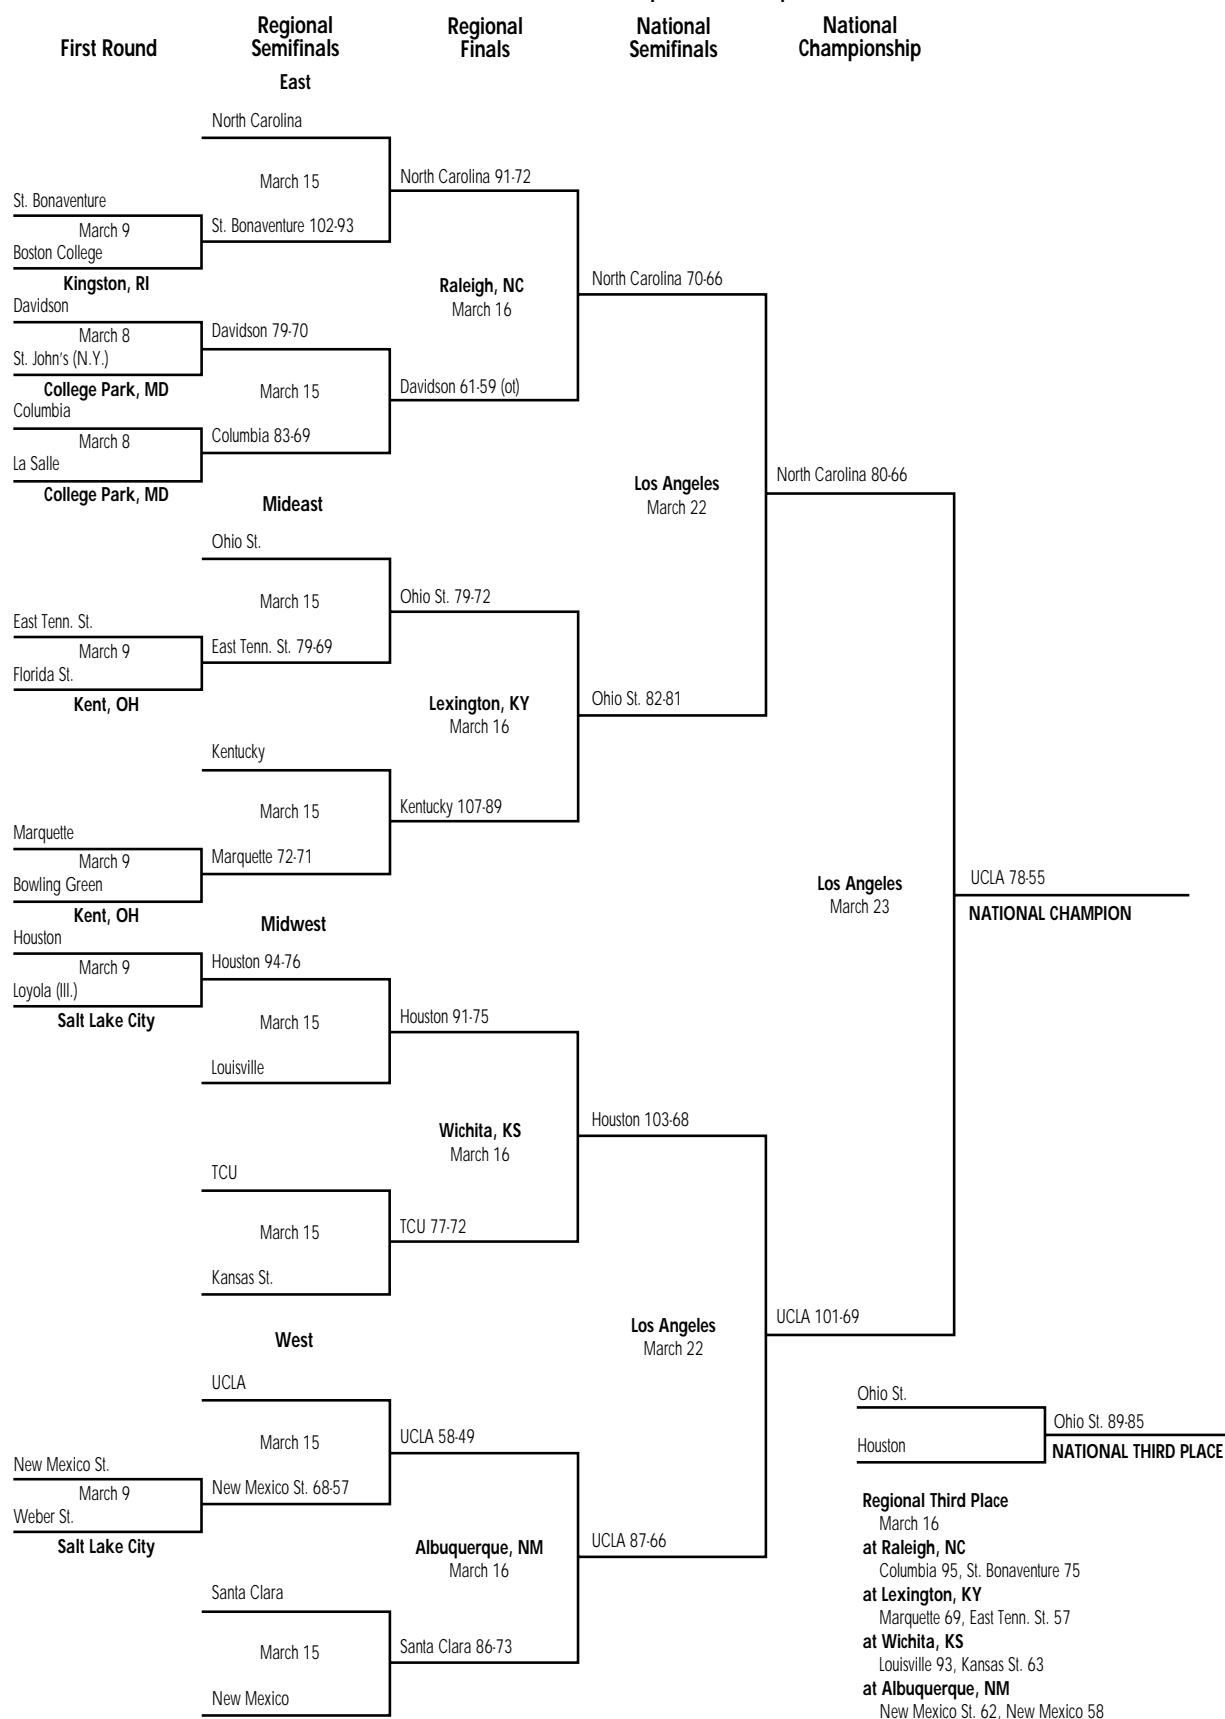 First Round
Regional
Semifinals
Regional
Finals
National
Semifinals
National
Championship
East
North Carolina
March 15
North Carolina 91-72
St. Bonaventure
March 9
St. Bonaventure 102-93
Boston College
Kingston, RI
Raleigh, NC
March 16
North Carolina 70-66
Davidson
March 8
Davidson 79-70
St. John's (N.Y.)
College Park, MD
March 15
Davidson 61-59 (ot)
Columbia
March 8
Columbia 83-69
La Salle
College Park, MD
Los Angeles
March 22
North Carolina 80-66
Mideast
Ohio St.
March 15
Ohio St. 79-72
East Tenn. St.
March 9
East Tenn. St. 79-69
Florida St.
Kent, OH
Lexington, KY
March 16
Ohio St. 82-81
Kentucky
March 15
Kentucky 107-89
Marquette
March 9
Marquette 72-71
Bowling Green
Kent, OH
Los Angeles
March 23
UCLA 78-55
NATIONAL CHAMPION
Midwest
Houston
March 9
Houston 94-76
Loyola (Ill.)
Salt Lake City
March 15
Houston 91-75
Louisville
Wichita, KS
March 16
Houston 103-68
TCU
March 15
TCU 77-72
Kansas St.
Los Angeles
March 22
UCLA 101-69
West
UCLA
March 15
UCLA 58-49
New Mexico St.
March 9
New Mexico St. 68-57
Weber St.
Salt Lake City
Albuquerque, NM
March 16
UCLA 87-66
Santa Clara
March 15
Santa Clara 86-73
New Mexico
Ohio St.
Ohio St. 89-85
Houston
NATIONAL THIRD PLACE
Regional Third Place
March 16
at Raleigh, NC
Columbia 95, St. Bonaventure 75
at Lexington, KY
Marquette 69, East Tenn. St. 57
at Wichita, KS
Louisville 93, Kansas St. 63
at Albuquerque, NM
New Mexico St. 62, New Mexico 58